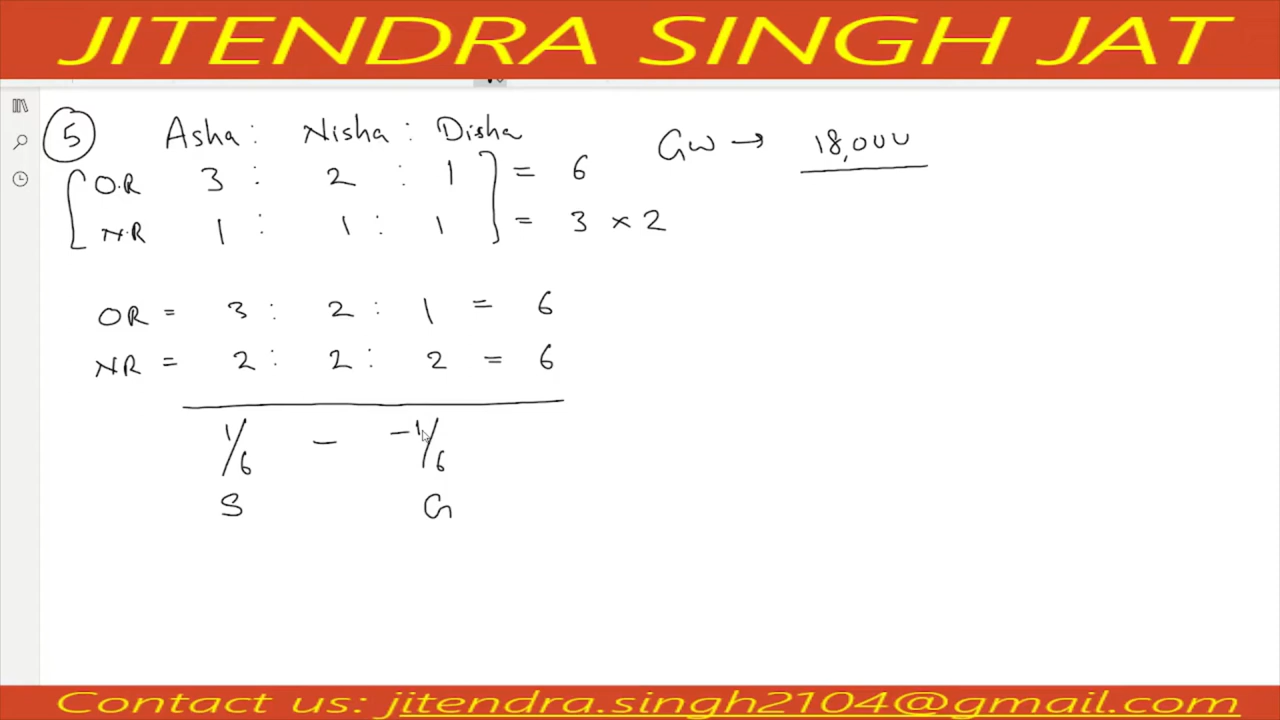 JITENDRA SINGH JAT
5 Asha : Nisha : Disha GW → 18,000
O.R 3 : 2 : 1 = 6
N.R 1 : 1 : 1 = 3 × 2
OR = 3 : 2 : 1 = 6
NR = 2 : 2 : 2 = 6
1/6 – –1/6
S G
Contact us: jitendra.singh2104@gmail.com